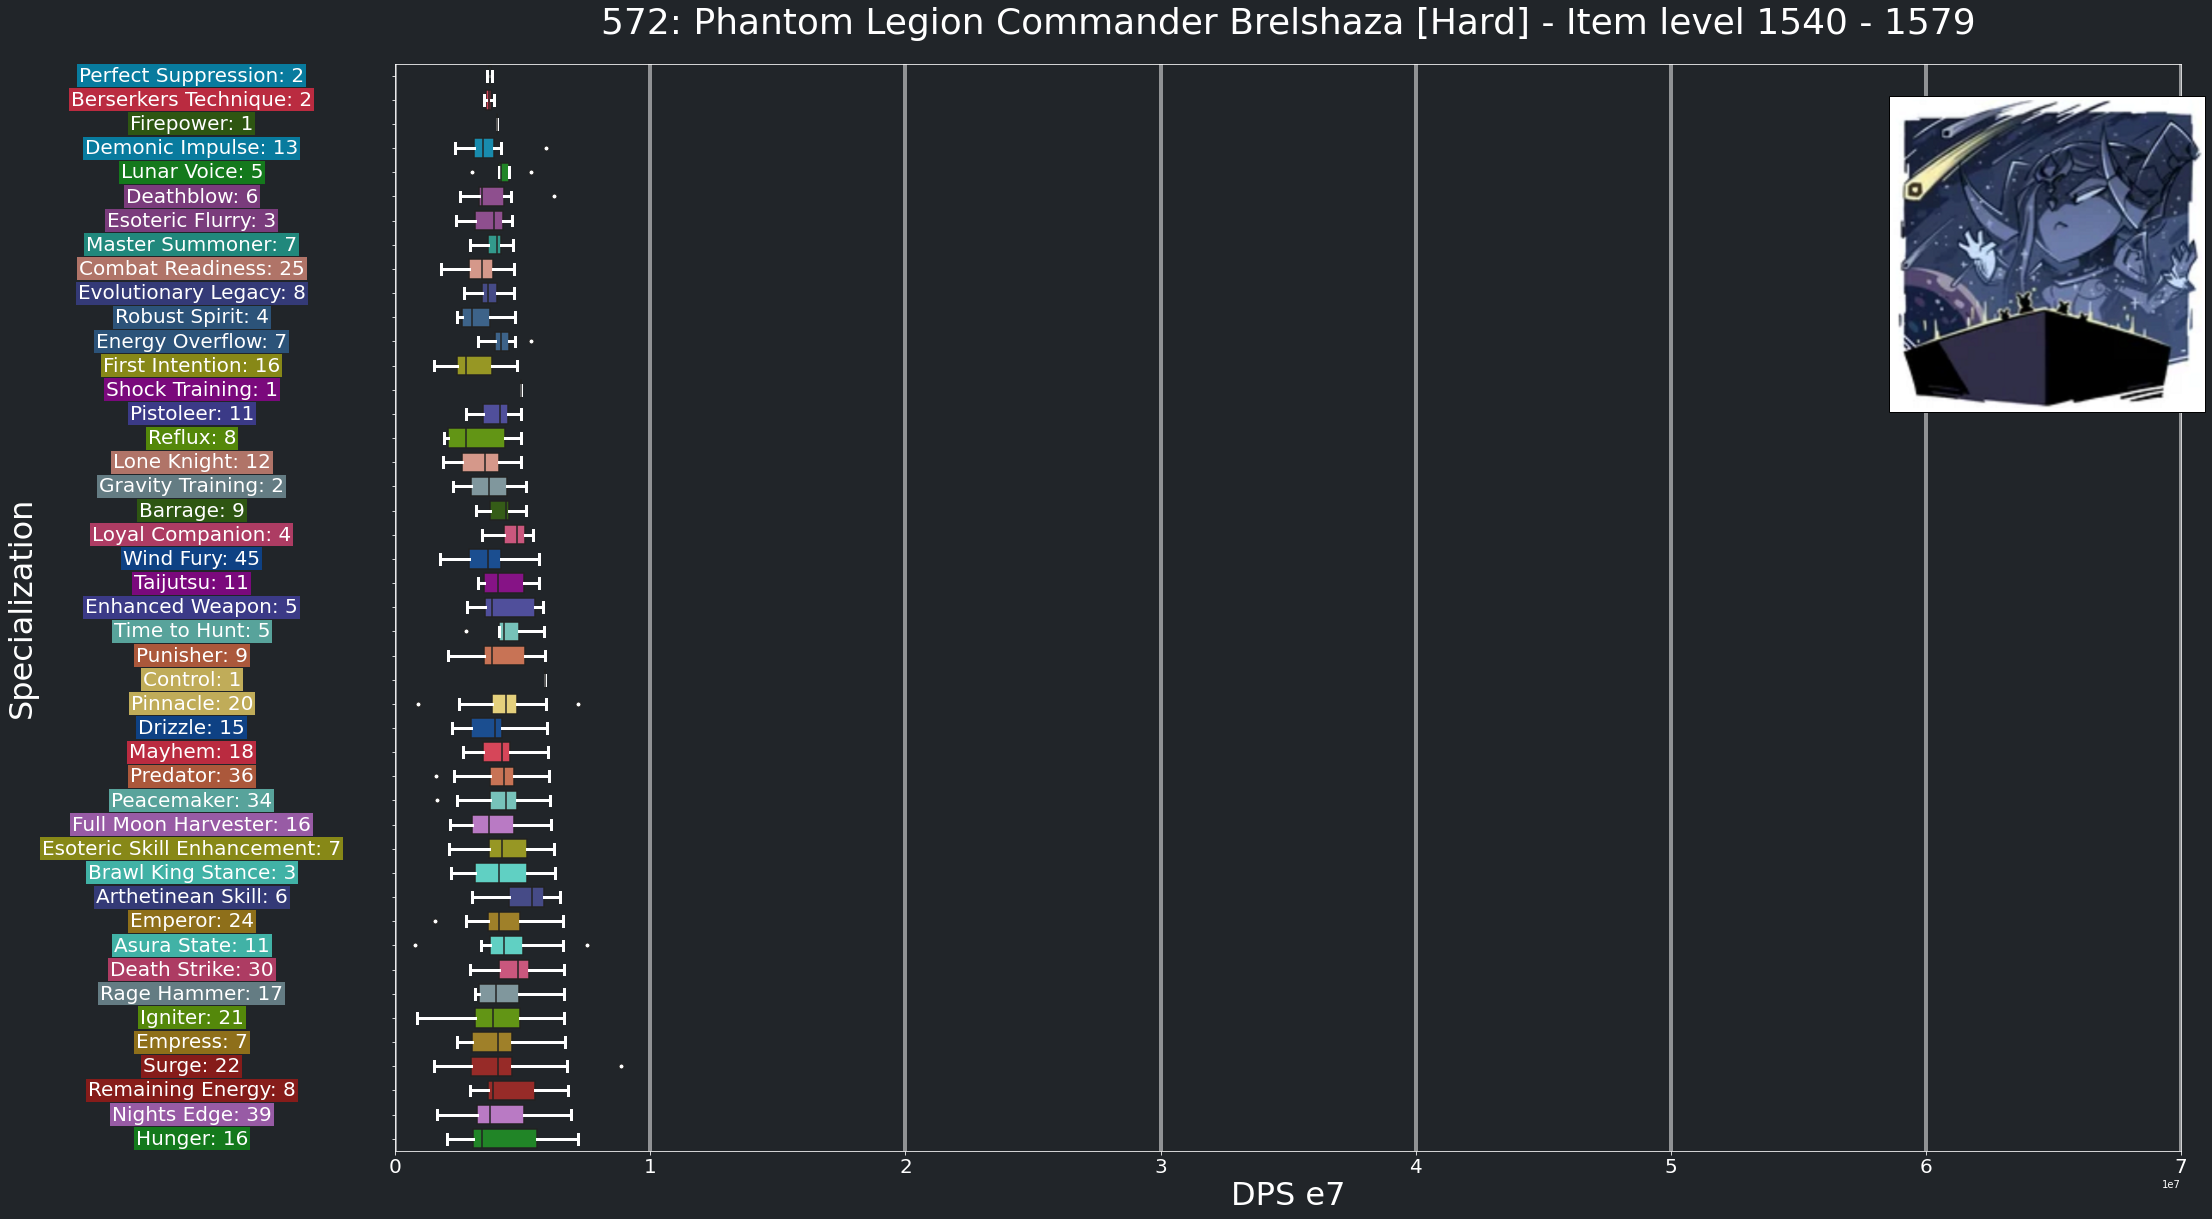 572: Phantom Legion Commander Brelshaza [Hard] - Item level 1540 - 1579
Specialization
Perfect Suppression: 2
Berserkers Technique: 2
Firepower: 1
Demonic Impulse: 13
Lunar Voice: 5
Deathblow: 6
Esoteric Flurry: 3
Master Summoner: 7
Combat Readiness: 25
Evolutionary Legacy: 8
Robust Spirit: 4
Energy Overflow: 7
First Intention: 16
Shock Training: 1
Pistoleer: 11
Reflux: 8
Lone Knight: 12
Gravity Training: 2
Barrage: 9
Loyal Companion: 4
Wind Fury: 45
Taijutsu: 11
Enhanced Weapon: 5
Time to Hunt: 5
Punisher: 9
Control: 1
Pinnacle: 20
Drizzle: 15
Mayhem: 18
Predator: 36
Peacemaker: 34
Full Moon Harvester: 16
Esoteric Skill Enhancement: 7
Brawl King Stance: 3
Arthetinean Skill: 6
Emperor: 24
Asura State: 11
Death Strike: 30
Rage Hammer: 17
Igniter: 21
Empress: 7
Surge: 22
Remaining Energy: 8
Nights Edge: 39
Hunger: 16
0 1 2 3 4 5 6 7
1e7
DPS e7